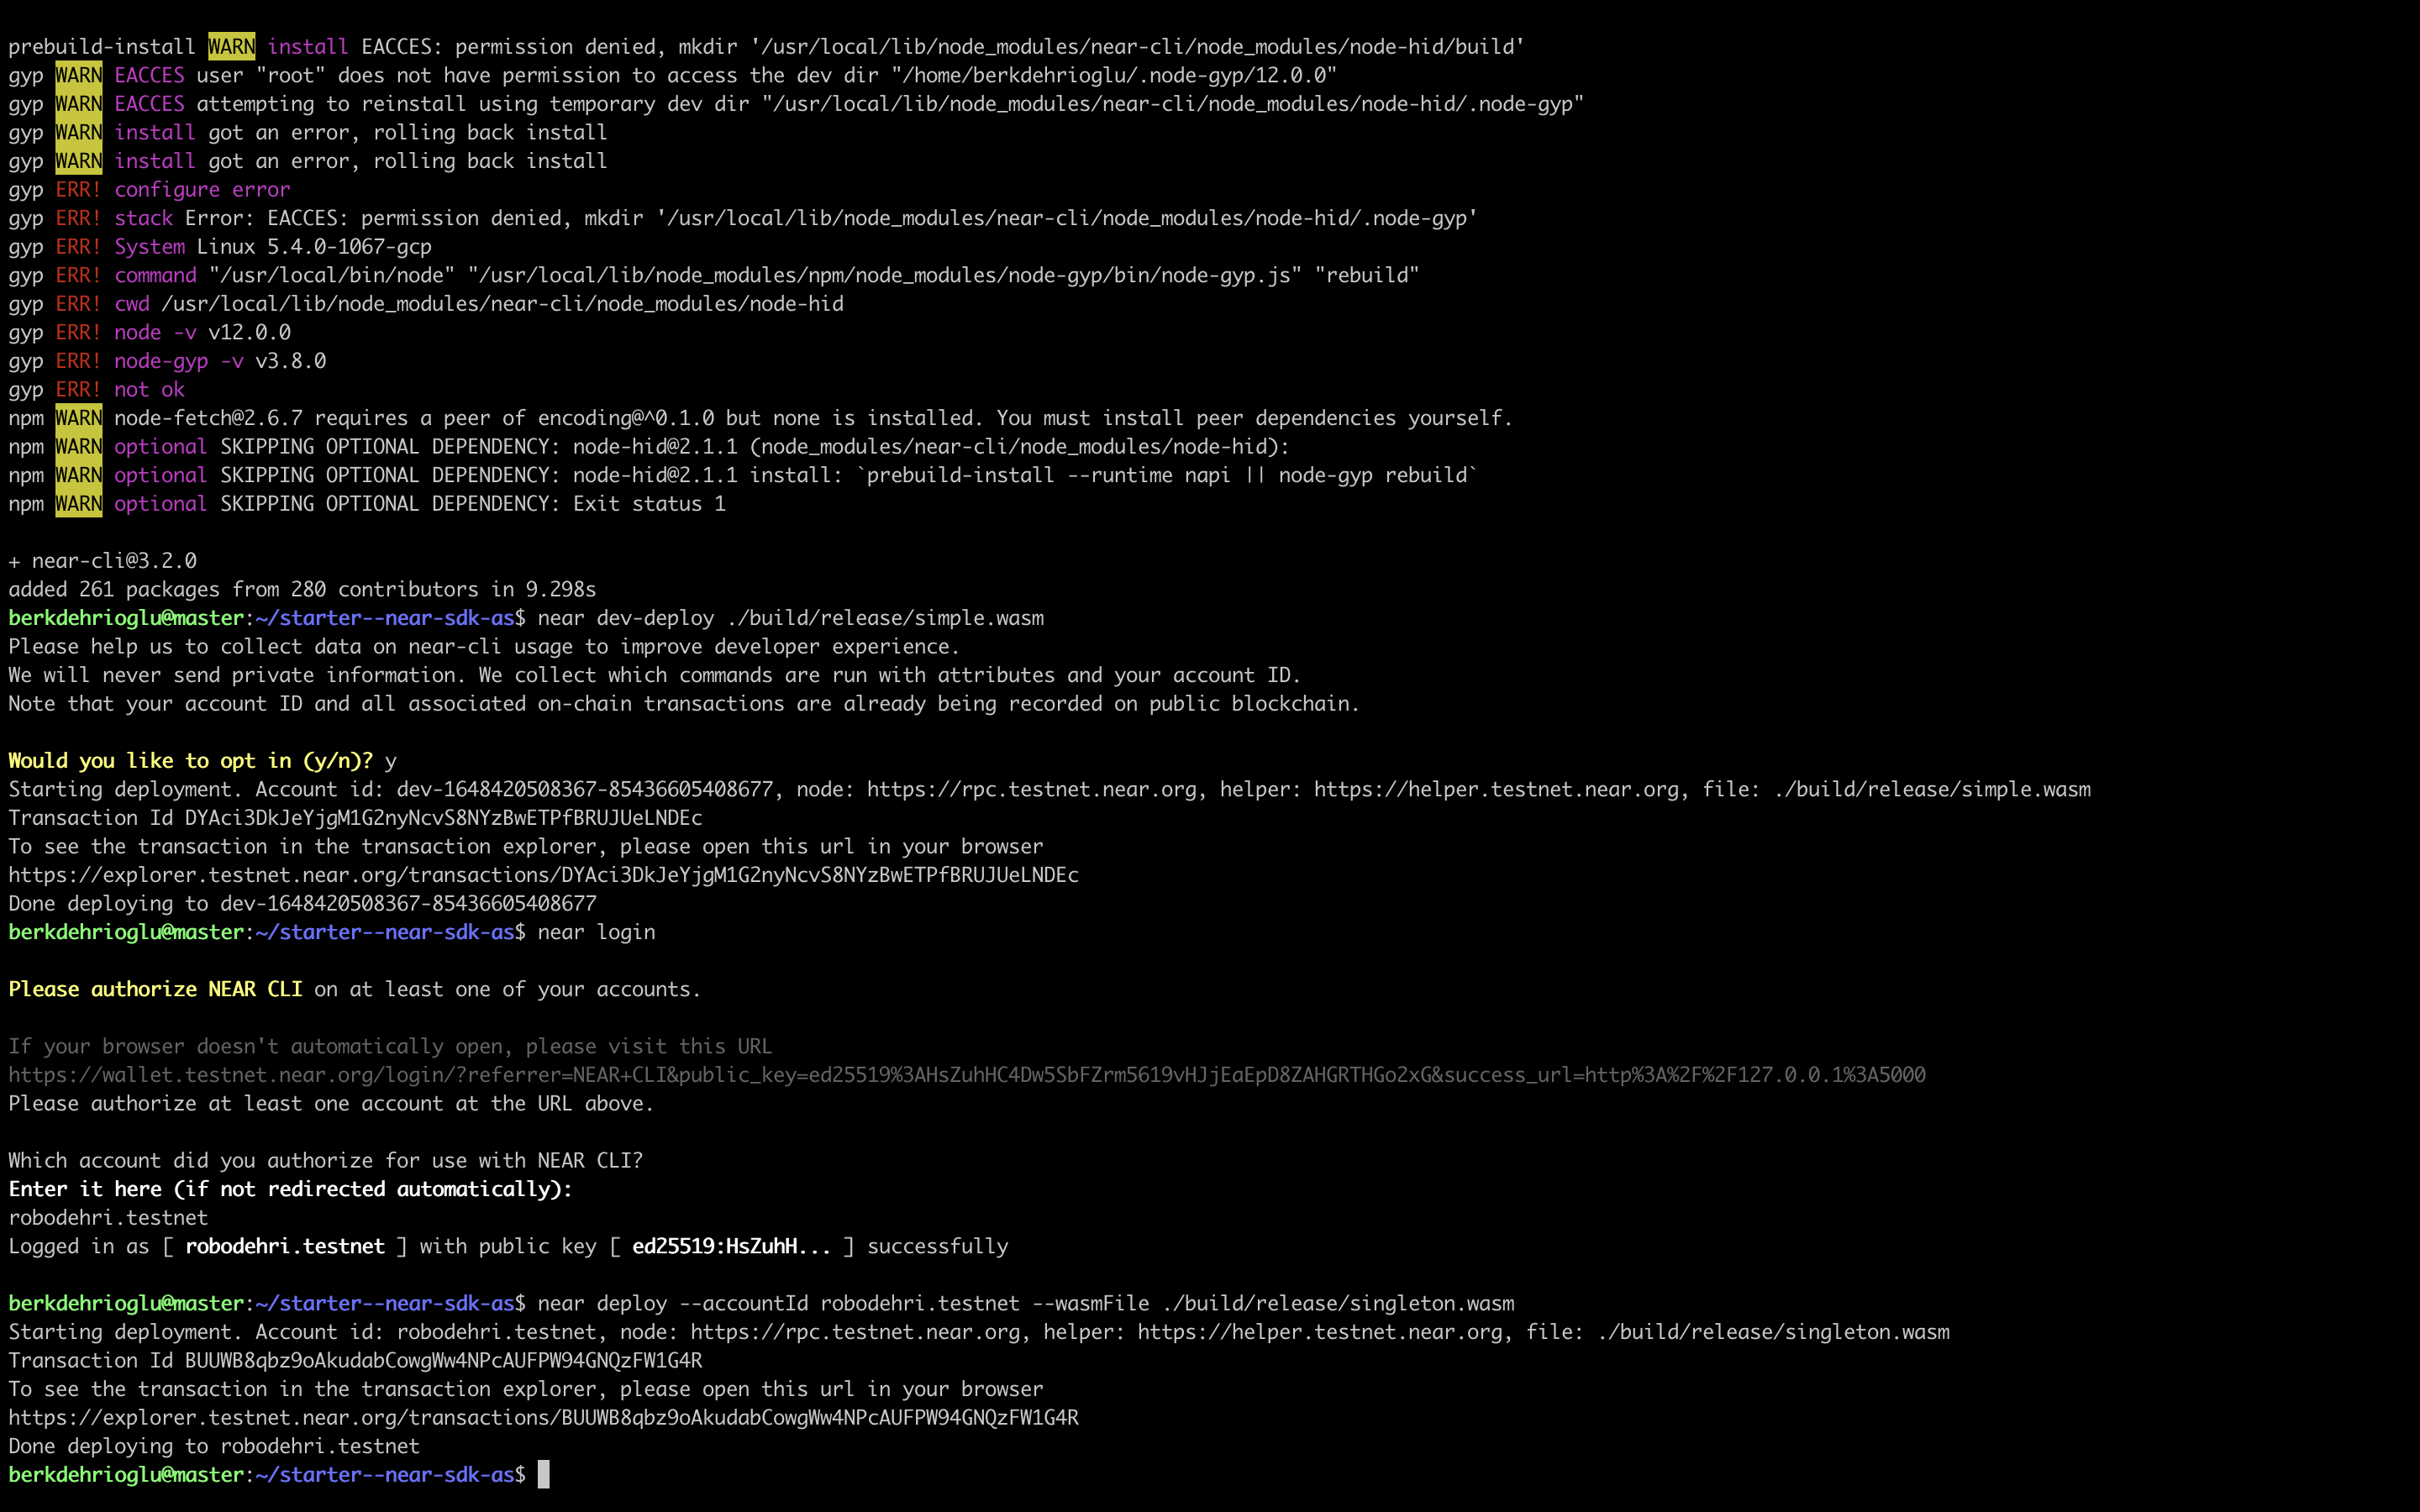 prebuild-install WARN install EACCES: permission denied, mkdir '/usr/local/lib/node_modules/near-cli/node_modules/node-hid/build'
gyp WARN EACCES user "root" does not have permission to access the dev dir "/home/berkdehrioglu/.node-gyp/12.0.0"
gyp WARN EACCES attempting to reinstall using temporary dev dir "/usr/local/lib/node_modules/near-cli/node_modules/node-hid/.node-gyp"
gyp WARN install got an error, rolling back install
gyp WARN install got an error, rolling back install
gyp ERR! configure error
gyp ERR! stack Error: EACCES: permission denied, mkdir '/usr/local/lib/node_modules/near-cli/node_modules/node-hid/.node-gyp'
gyp ERR! System Linux 5.4.0-1067-gcp
gyp ERR! command "/usr/local/bin/node" "/usr/local/lib/node_modules/npm/node_modules/node-gyp/bin/node-gyp.js" "rebuild"
gyp ERR! cwd /usr/local/lib/node_modules/near-cli/node_modules/node-hid
gyp ERR! node -v v12.0.0
gyp ERR! node-gyp -v v3.8.0
gyp ERR! not ok
npm WARN node-fetch@2.6.7 requires a peer of encoding@^0.1.0 but none is installed. You must install peer dependencies yourself.
npm WARN optional SKIPPING OPTIONAL DEPENDENCY: node-hid@2.1.1 (node_modules/near-cli/node_modules/node-hid):
npm WARN optional SKIPPING OPTIONAL DEPENDENCY: node-hid@2.1.1 install: `prebuild-install --runtime napi || node-gyp rebuild`
npm WARN optional SKIPPING OPTIONAL DEPENDENCY: Exit status 1
+ near-cli@3.2.0
added 261 packages from 280 contributors in 9.298s
berkdehrioglu@master:~/starter--near-sdk-as$ near dev-deploy ./build/release/simple.wasm
Please help us to collect data on near-cli usage to improve developer experience.
We will never send private information. We collect which commands are run with attributes and your account ID.
Note that your account ID and all associated on-chain transactions are already being recorded on public blockchain.
Would you like to opt in (y/n)? y
Starting deployment. Account id: dev-1648420508367-85436605408677, node: https://rpc.testnet.near.org, helper: https://helper.testnet.near.org, file: ./build/release/simple.wasm
Transaction Id DYAci3DkJeYjgM1G2nyNcvS8NYzBwETPfBRUJUeLNDEc
To see the transaction in the transaction explorer, please open this url in your browser
https://explorer.testnet.near.org/transactions/DYAci3DkJeYjgM1G2nyNcvS8NYzBwETPfBRUJUeLNDEc
Done deploying to dev-1648420508367-85436605408677
berkdehrioglu@master:~/starter--near-sdk-as$ near login
Please authorize NEAR CLI on at least one of your accounts.
If your browser doesn't automatically open, please visit this URL
https://wallet.testnet.near.org/login/?referrer=NEAR+CLI&public_key=ed25519%3AHsZuhHC4Dw5SbFZrm5619vHJjEaEpD8ZAHGRTHGo2xG&success_url=http%3A%2F%2F127.0.0.1%3A5000
Please authorize at least one account at the URL above.
Which account did you authorize for use with NEAR CLI?
Enter it here (if not redirected automatically):
robodehri.testnet
Logged in as [ robodehri.testnet ] with public key [ ed25519:HsZuhH... ] successfully
berkdehrioglu@master:~/starter--near-sdk-as$ near deploy --accountId robodehri.testnet --wasmFile ./build/release/singleton.wasm
Starting deployment. Account id: robodehri.testnet, node: https://rpc.testnet.near.org, helper: https://helper.testnet.near.org, file: ./build/release/singleton.wasm
Transaction Id BUUWB8qbz9oAkudabCowgWw4NPcAUFPW94GNQzFW1G4R
To see the transaction in the transaction explorer, please open this url in your browser
https://explorer.testnet.near.org/transactions/BUUWB8qbz9oAkudabCowgWw4NPcAUFPW94GNQzFW1G4R
Done deploying to robodehri.testnet
berkdehrioglu@master:~/starter--near-sdk-as$